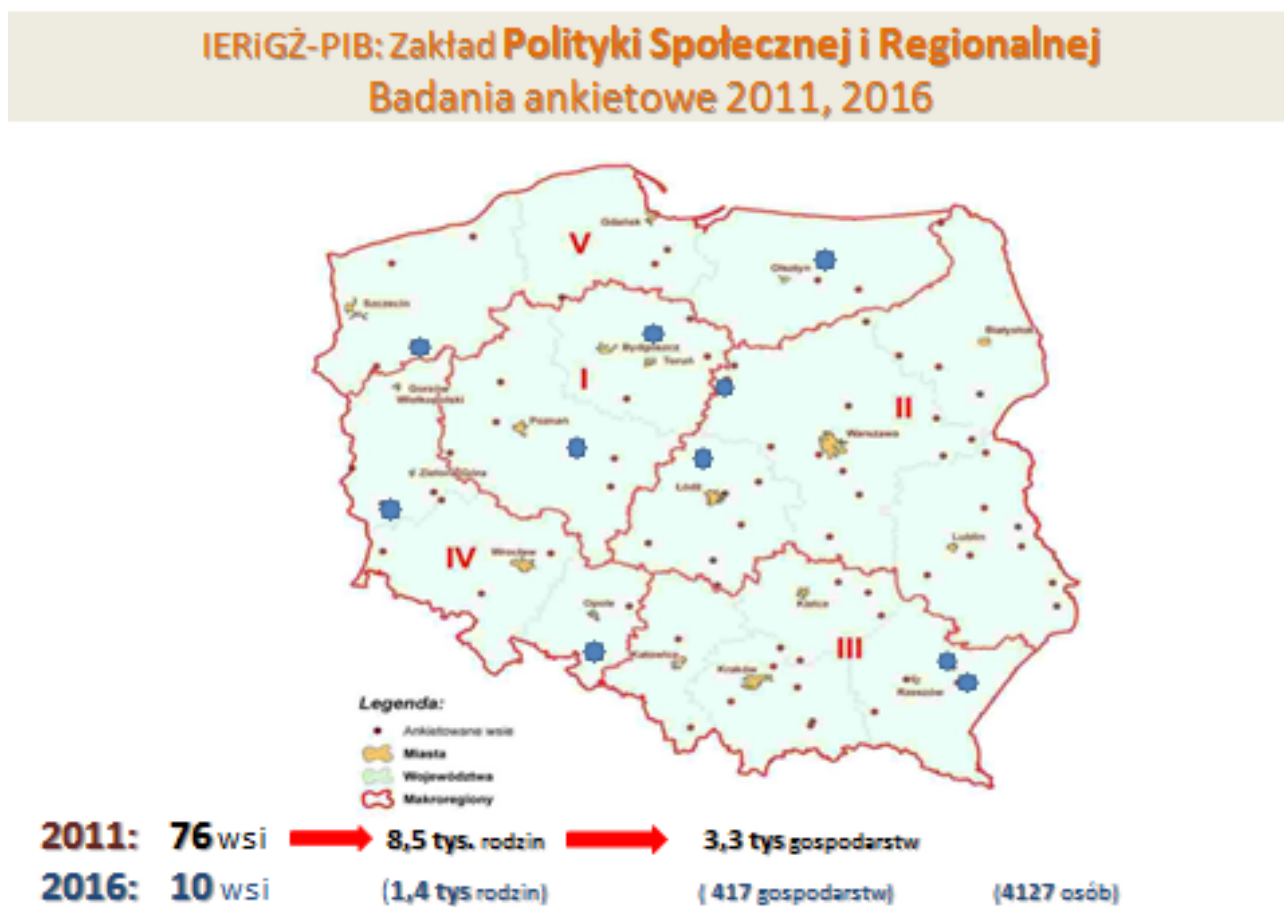 IERiGŻ-PIB: Zakład Polityki Społecznej i Regionalnej
Badania ankietowe 2011, 2016
Gdańsk
V
Olsztyn
Szczecin
Białystok
Bydgoszcz
Toruń
I
Gorzów
Wielkopolski
II
Poznań
Warszawa
Zielona Góra
Łódź
Lublin
IV
Wrocław
Opole
Kielce
III
Katowice
Kraków
Rzeszów
Legenda:
Ankietowane wsie
Miasta
Województwa
Makroregiony
2011: 76 wsi 8,5 tys. rodzin 3,3 tys gospodarstw
2016: 10 wsi (1,4 tys rodzin) ( 417 gospodarstw) (4127 osób)